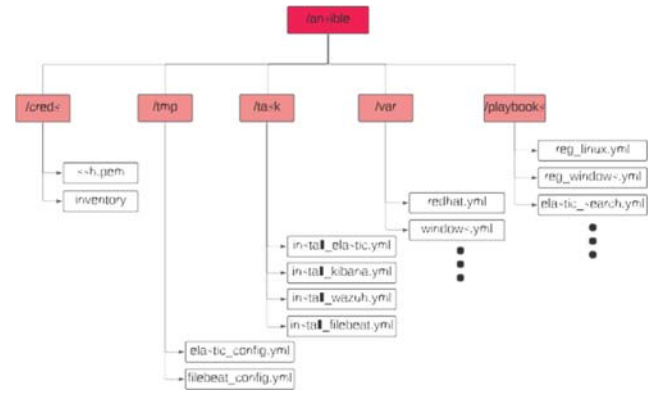 /ansible
/creds
/tmp
/task
/var
/playbooks
ssh.pem
inventory
elastic_config.yml
filebeat_config.yml
install_elastic.yml
install_kibana.yml
install_wazuh.yml
install_filebeat.yml
redhat.yml
windows.yml
reg_linux.yml
reg_windows.yml
elastic_search.yml